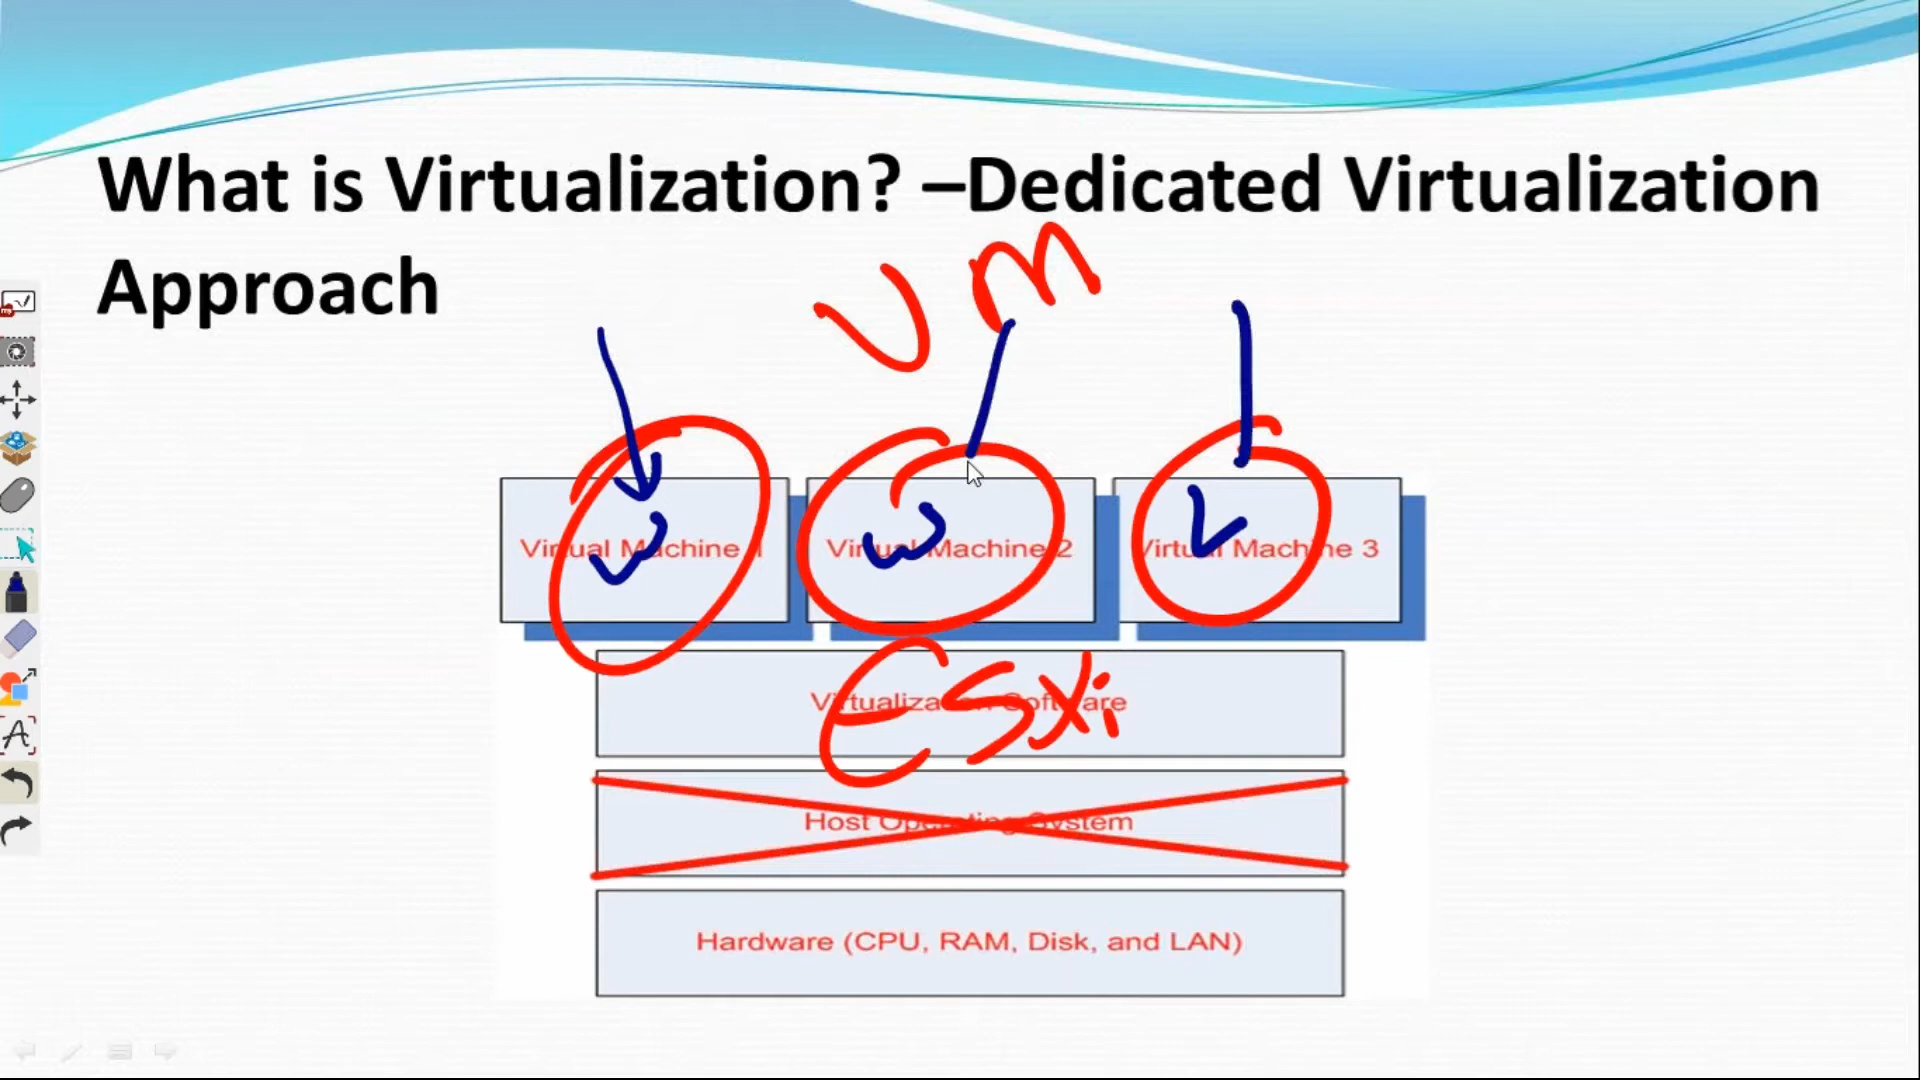 What is Virtualization? –Dedicated Virtualization
Approach
VM
Virtual Machine 1
Virtual Machine 2
Virtual Machine 3
Virtualization Software
ESXi
Host Operating System
Hardware (CPU, RAM, Disk, and LAN)